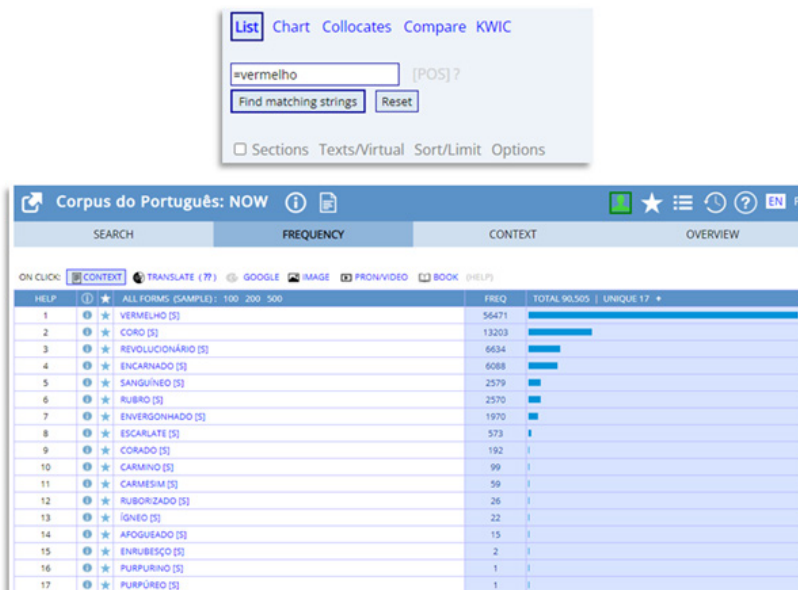 List Chart Collocates Compare KWIC
=vermelho [POS] ?
Find matching strings Reset
Sections Texts/Virtual Sort/Limit Options
Corpus do Português: NOW
EN
SEARCH FREQUENCY CONTEXT OVERVIEW
ON CLICK: CONTEXT TRANSLATE (??) GOOGLE IMAGE PRON/VIDEO BOOK (HELP)
HELP ALL FORMS (SAMPLE): 100 200 500 FREQ TOTAL 90,505 | UNIQUE 17 +
1 VERMELHO [S] 56471
2 CORO [S] 13203
3 REVOLUCIONÁRIO [S] 6634
4 ENCARNADO [S] 6088
5 SANGUÍNEO [S] 2579
6 RUBRO [S] 2570
7 ENVERGONHADO [S] 1970
8 ESCARLATE [S] 573
9 CORADO [S] 192
10 CARMINO [S] 99
11 CARMESIM [S] 59
12 RUBORIZADO [S] 26
13 ÍGNEO [S] 22
14 AFOGUEADO [S] 15
15 ENRUBESÇO [S] 2
16 PURPURINO [S] 1
17 PURPÚREO [S] 1